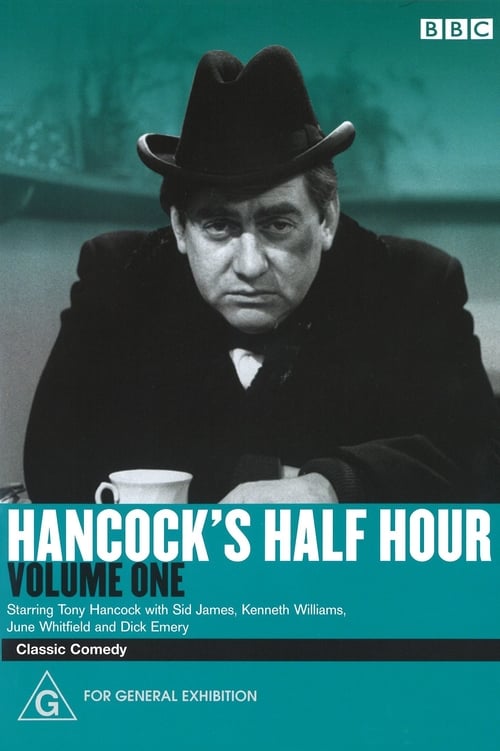 BBC
HANCOCK'S HALF HOUR
VOLUME ONE
Starring Tony Hancock with Sid James, Kenneth Williams,
June Whitfield and Dick Emery
Classic Comedy
G
FOR GENERAL EXHIBITION